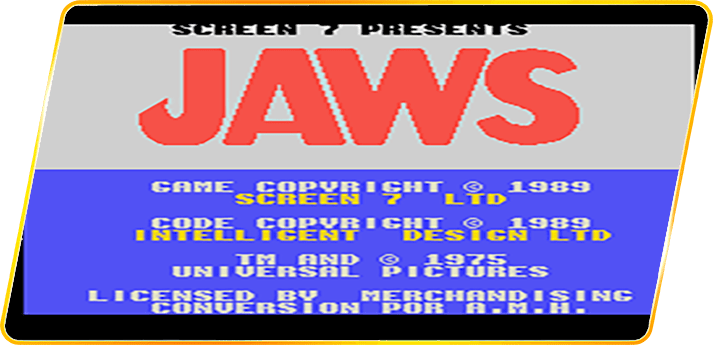 SCREEN 7 PRESENTS
JAWS
GAME COPYRIGHT © 1989
SCREEN 7 LTD
CODE COPYRIGHT © 1989
INTELLIGENT DESIGN LTD
TM AND © 1975
UNIVERSAL PICTURES
LICENSED BY MERCHANDISING
CONVERSION POR A.M.H.